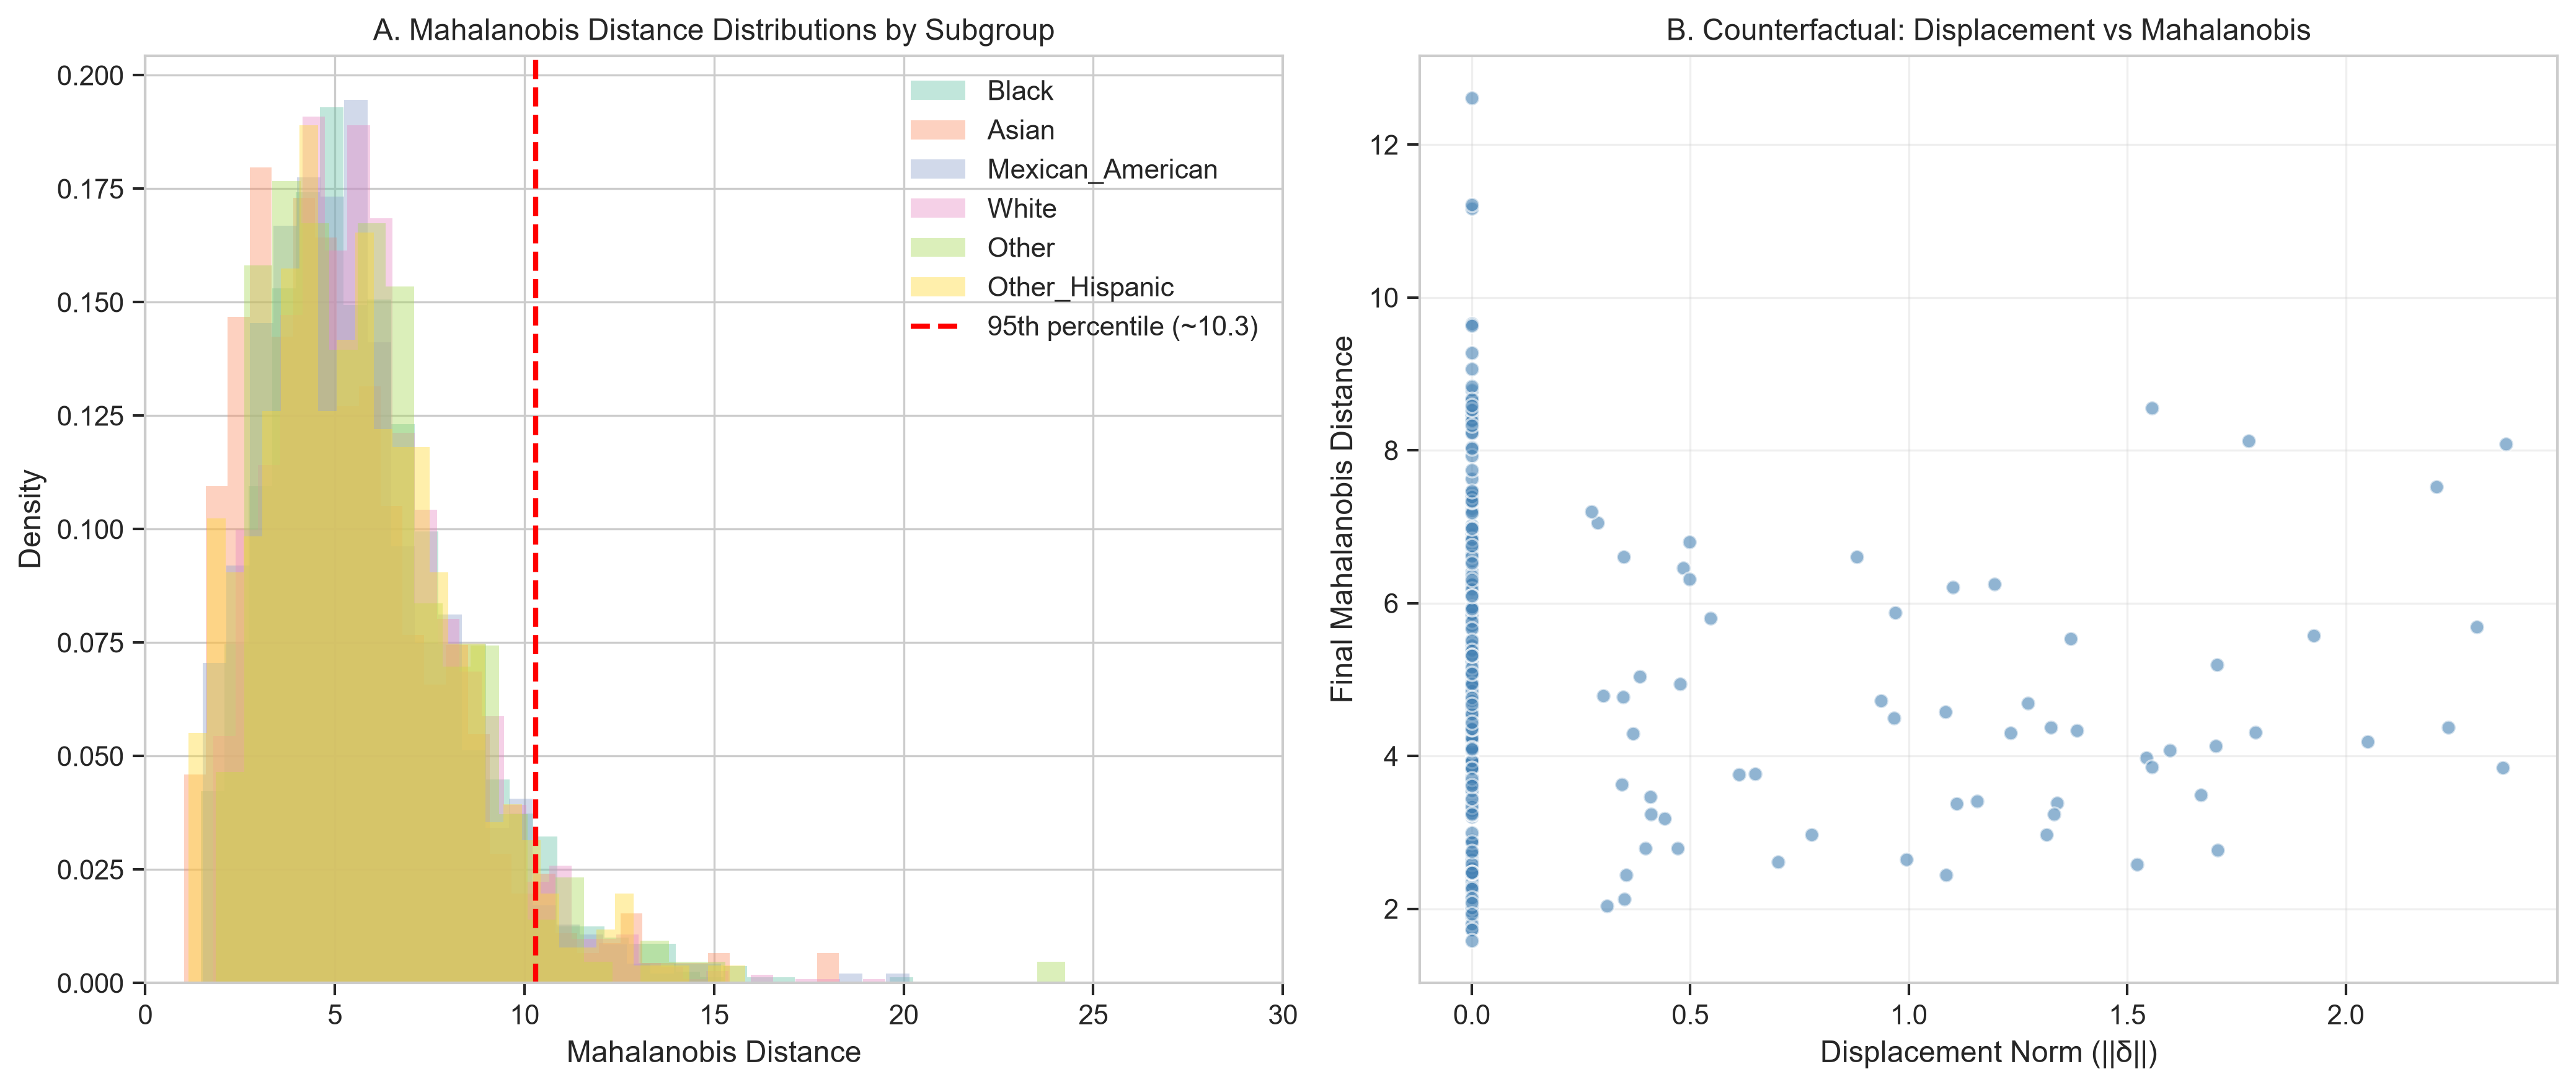 A. Mahalanobis Distance Distributions by Subgroup
0.200
0.175
0.150
0.125
0.100
0.075
0.050
0.025
0.000
Density
0
5
10
15
20
25
30
Mahalanobis Distance
Black
Asian
Mexican_American
White
Other
Other_Hispanic
95th percentile (~10.3)
B. Counterfactual: Displacement vs Mahalanobis
12
10
8
6
4
2
Final Mahalanobis Distance
0.0
0.5
1.0
1.5
2.0
Displacement Norm (||δ||)